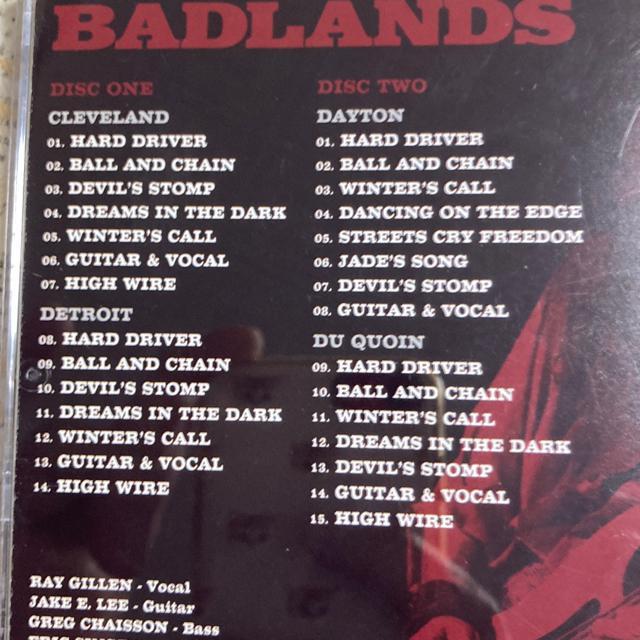 BADLANDS
DISC ONE
CLEVELAND
01. HARD DRIVER
02. BALL AND CHAIN
03. DEVIL'S STOMP
04. DREAMS IN THE DARK
05. WINTER'S CALL
06. GUITAR & VOCAL
07. HIGH WIRE
DETROIT
08. HARD DRIVER
09. BALL AND CHAIN
10. DEVIL'S STOMP
11. DREAMS IN THE DARK
12. WINTER'S CALL
13. GUITAR & VOCAL
14. HIGH WIRE
DISC TWO
DAYTON
01. HARD DRIVER
02. BALL AND CHAIN
03. WINTER'S CALL
04. DANCING ON THE EDGE
05. STREETS CRY FREEDOM
06. JADE'S SONG
07. DEVIL'S STOMP
08. GUITAR & VOCAL
DU QUOIN
09. HARD DRIVER
10. BALL AND CHAIN
11. WINTER'S CALL
12. DREAMS IN THE DARK
13. DEVIL'S STOMP
14. GUITAR & VOCAL
15. HIGH WIRE
RAY GILLEN - Vocal
JAKE E. LEE - Guitar
GREG CHAISSON - Bass